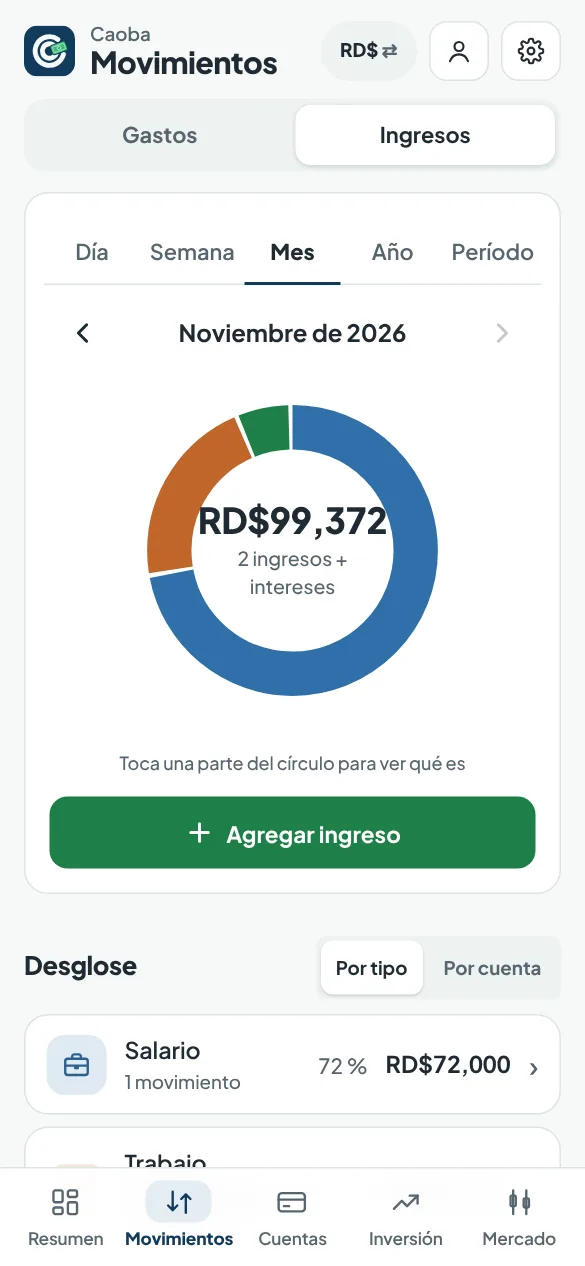 Caoba
Movimientos
RD$ ⇄
Gastos
Ingresos
Día
Semana
Mes
Año
Período
Noviembre de 2026
RD$99,372
2 ingresos +
intereses
Toca una parte del círculo para ver qué es
+ Agregar ingreso
Desglose
Por tipo
Por cuenta
Salario
1 movimiento
72 %
RD$72,000
Trabajo
Resumen
Movimientos
Cuentas
Inversión
Mercado